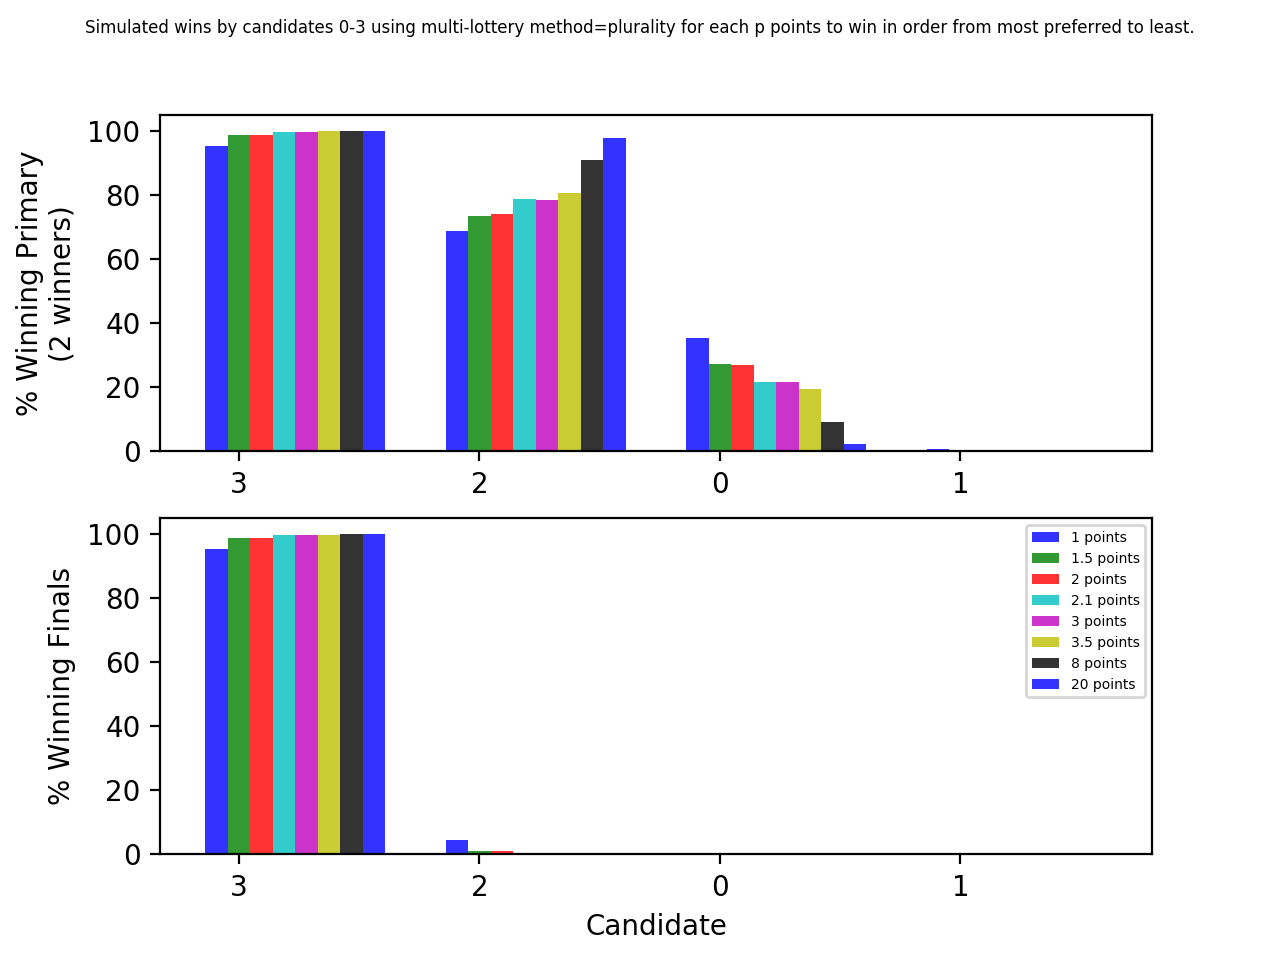 Simulated wins by candidates 0-3 using multi-lottery method=plurality for each p points to win in order from most preferred to least.
% Winning Primary
(2 winners)
100
80
60
40
20
0
3 2 0 1
% Winning Finals
100
80
60
40
20
0
3 2 0 1
Candidate
1 points
1.5 points
2 points
2.1 points
3 points
3.5 points
8 points
20 points